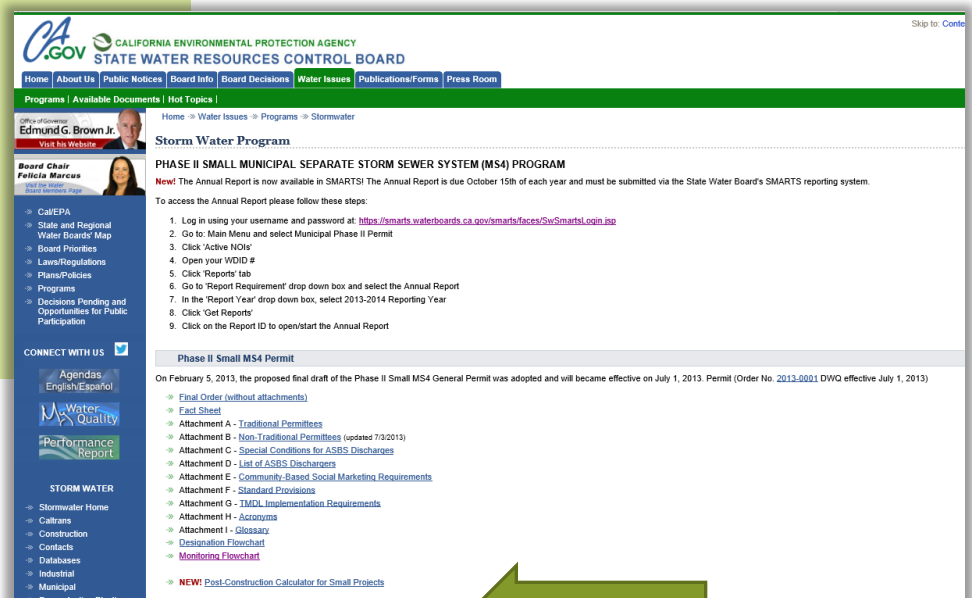 Skip to: Conte
CA
.GOV
CALIFORNIA ENVIRONMENTAL PROTECTION AGENCY
STATE WATER RESOURCES CONTROL BOARD
Home About Us Public Notices Board Info Board Decisions Water Issues Publications/Forms Press Room
Programs | Available Documents | Hot Topics |
Office of Governor
Edmund G. Brown Jr.
Visit his Website
Board Chair
Felicia Marcus
Visit the Water
Board Members Page
Cal/EPA
State and Regional
Water Boards' Map
Board Priorities
Laws/Regulations
Plans/Policies
Programs
Decisions Pending and
Opportunities for Public
Participation
CONNECT WITH US
Agendas
English/Español
My Water
Quality
Performance
Report
STORM WATER
Stormwater Home
Caltrans
Construction
Contacts
Databases
Industrial
Municipal
Home -» Water Issues -» Programs -» Stormwater
Storm Water Program
PHASE II SMALL MUNICIPAL SEPARATE STORM SEWER SYSTEM (MS4) PROGRAM
New! The Annual Report is now available in SMARTS! The Annual Report is due October 15th of each year and must be submitted via the State Water Board's SMARTS reporting system.
To access the Annual Report please follow these steps:
1. Log in using your username and password at: https://smarts.waterboards.ca.gov/smarts/faces/SwSmartsLogin.jsp
2. Go to: Main Menu and select Municipal Phase II Permit
3. Click 'Active NOIs'
4. Open your WDID #
5. Click 'Reports' tab
6. Go to 'Report Requirement' drop down box and select the Annual Report
7. In the 'Report Year' drop down box, select 2013-2014 Reporting Year
8. Click 'Get Reports'
9. Click on the Report ID to open/start the Annual Report
Phase II Small MS4 Permit
On February 5, 2013, the proposed final draft of the Phase II Small MS4 General Permit was adopted and will became effective on July 1, 2013. Permit (Order No. 2013-0001 DWQ effective July 1, 2013)
Final Order (without attachments)
Fact Sheet
Attachment A - Traditional Permittees
Attachment B - Non-Traditional Permittees (updated 7/3/2013)
Attachment C - Special Conditions for ASBS Discharges
Attachment D - List of ASBS Dischargers
Attachment E - Community-Based Social Marketing Requirements
Attachment F - Standard Provisions
Attachment G - TMDL Implementation Requirements
Attachment H - Acronyms
Attachment I - Glossary
Designation Flowchart
Monitoring Flowchart
NEW! Post-Construction Calculator for Small Projects